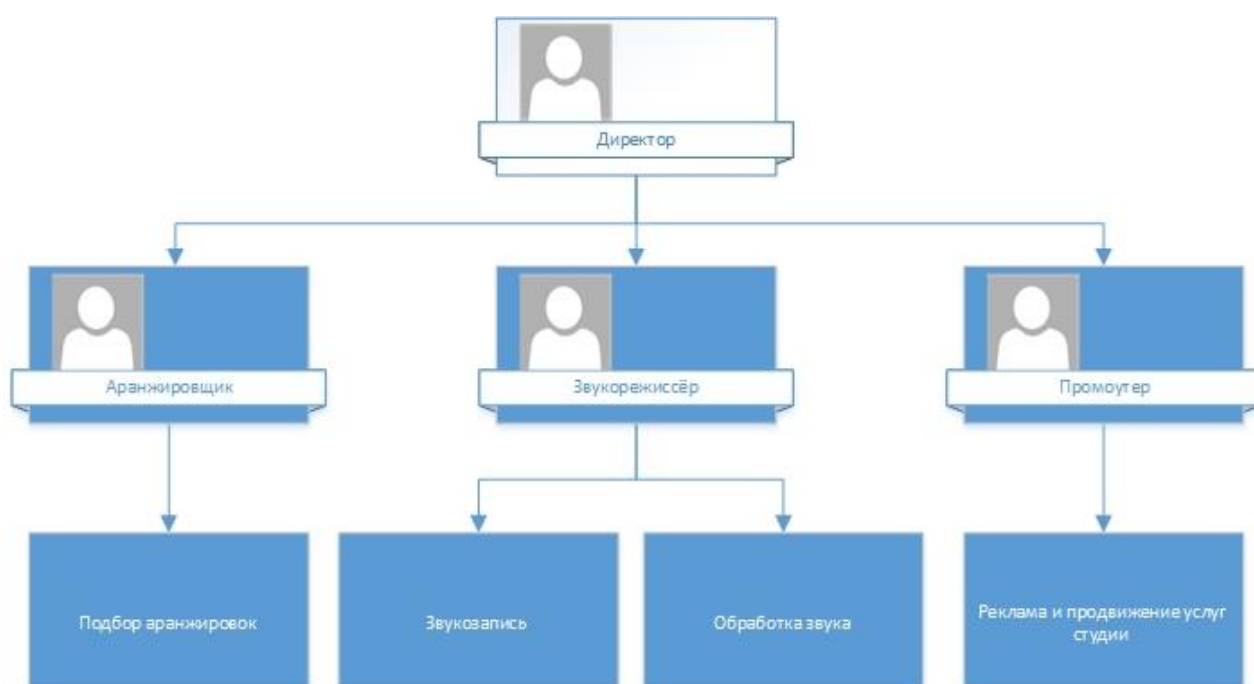 Директор
Аранжировщик
Звукорежиссёр
Промоутер
Подбор аранжировок
Звукозапись
Обработка звука
Реклама и продвижение услуг
студии